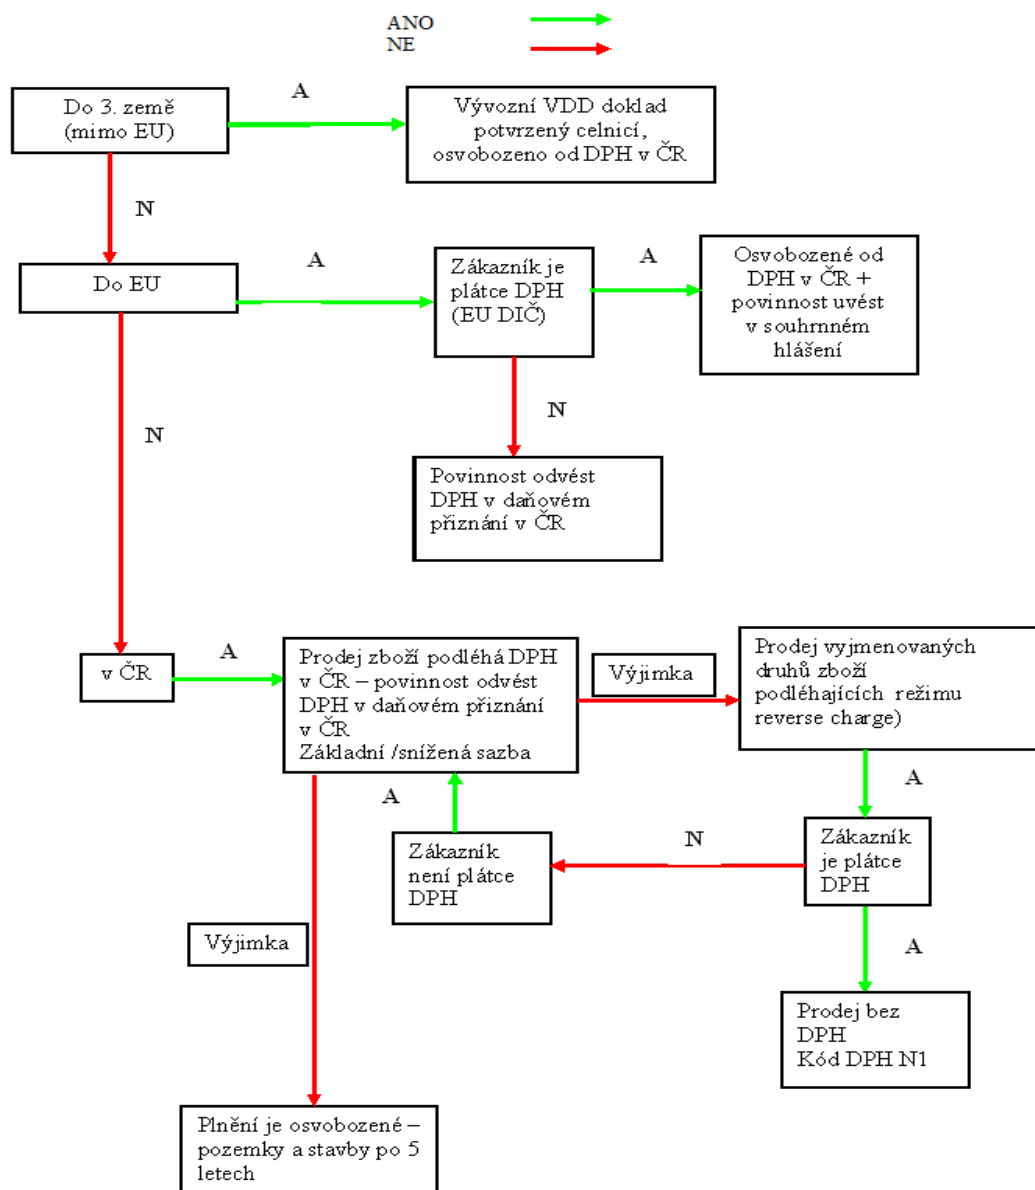 ANO
NE
A
Do 3. země
(mimo EU)
Vývozní VDD doklad
potvrzený celnicí,
osvobozeno od DPH v ČR
N
Do EU
A
Zákazník je
plátce DPH
(EU DIČ)
A
Osvobozené od
DPH v ČR +
povinnost uvést
v souhrnném
hlášení
N
N
Povinnost odvést
DPH v daňovém
přiznání v ČR
v ČR
A
Prodej zboží podléhá DPH
v ČR – povinnost odvést
DPH v daňovém přiznání
v ČR
Základní /snížená sazba
Výjimka
Prodej vyjmenovaných
druhů zboží
podléhajících režimu
reverse charge)
A
A
Zákazník
není plátce
DPH
N
Zákazník
je plátce
DPH
Výjimka
A
Prodej bez
DPH
Kód DPH N1
Plnění je osvobozené –
pozemky a stavby po 5
letech